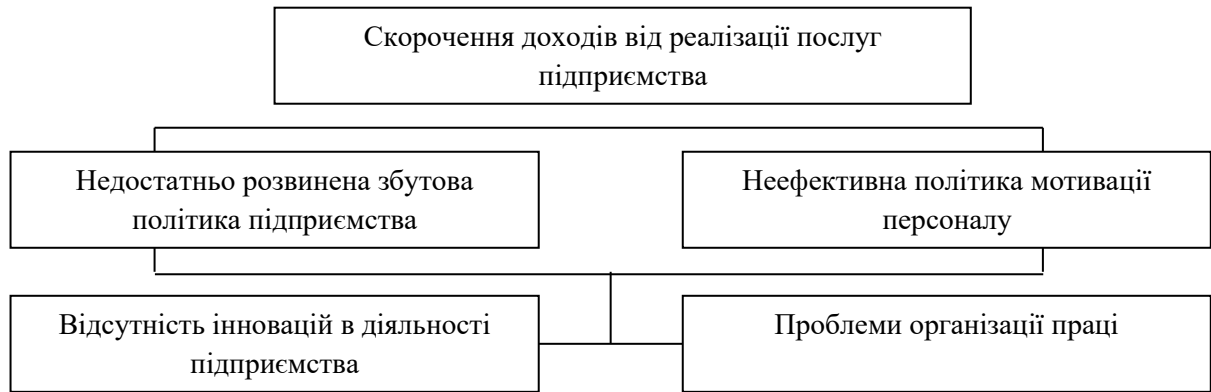 Скорочення доходів від реалізації послуг
підприємства
Недостатньо розвинена збутова
політика підприємства
Неефективна політика мотивації
персоналу
Відсутність інновацій в діяльності
підприємства
Проблеми організації праці